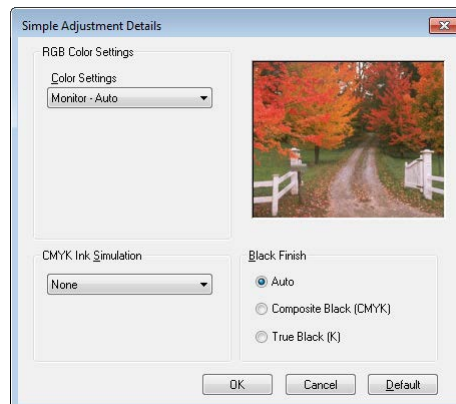 Simple Adjustment Details
RGB Color Settings
Color Settings
Monitor - Auto
CMYK Ink Simulation
None
Black Finish
Auto
Composite Black (CMYK)
True Black (K)
OK Cancel Default